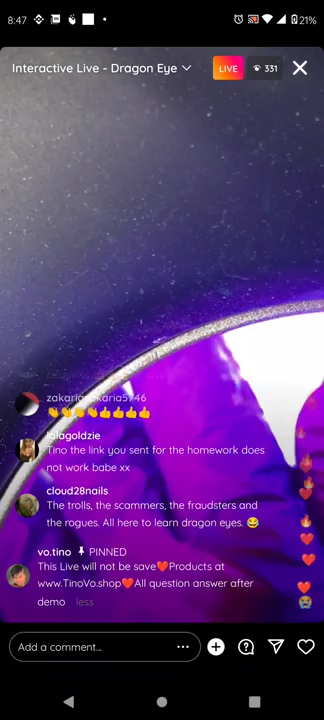 8:47
21%
Interactive Live - Dragon Eye
LIVE
331
zakariazakaria5746
👏👏👏👏👍👍👍👍
lalagoldzie
Tino the link you sent for the homework does
not work babe xx
cloud28nails
The trolls, the scammers, the fraudsters and
the rogues. All here to learn dragon eyes. 😂
vo.tino PINNED
This Live will not be save❤️Products at
www.TinoVo.shop❤️All question answer after
demo less
Add a comment...